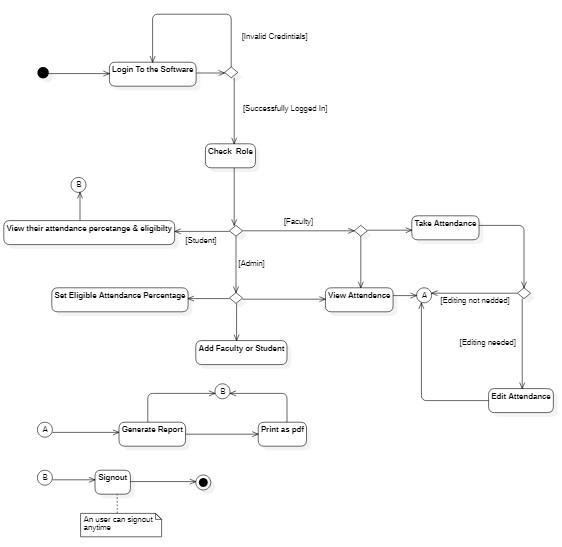 [Invalid Credintials]
Login To the Software
[Successfully Logged In]
Check Role
B
[Faculty]
Take Attendance
View their attendance percetange & eligibilty
[Student]
[Admin]
Set Eligible Attendance Percentage
View Attendence
A
[Editing not nedded]
[Editing needed]
Add Faculty or Student
Edit Attendance
B
A
Generate Report
Print as pdf
B
Signout
An user can signout
anytime